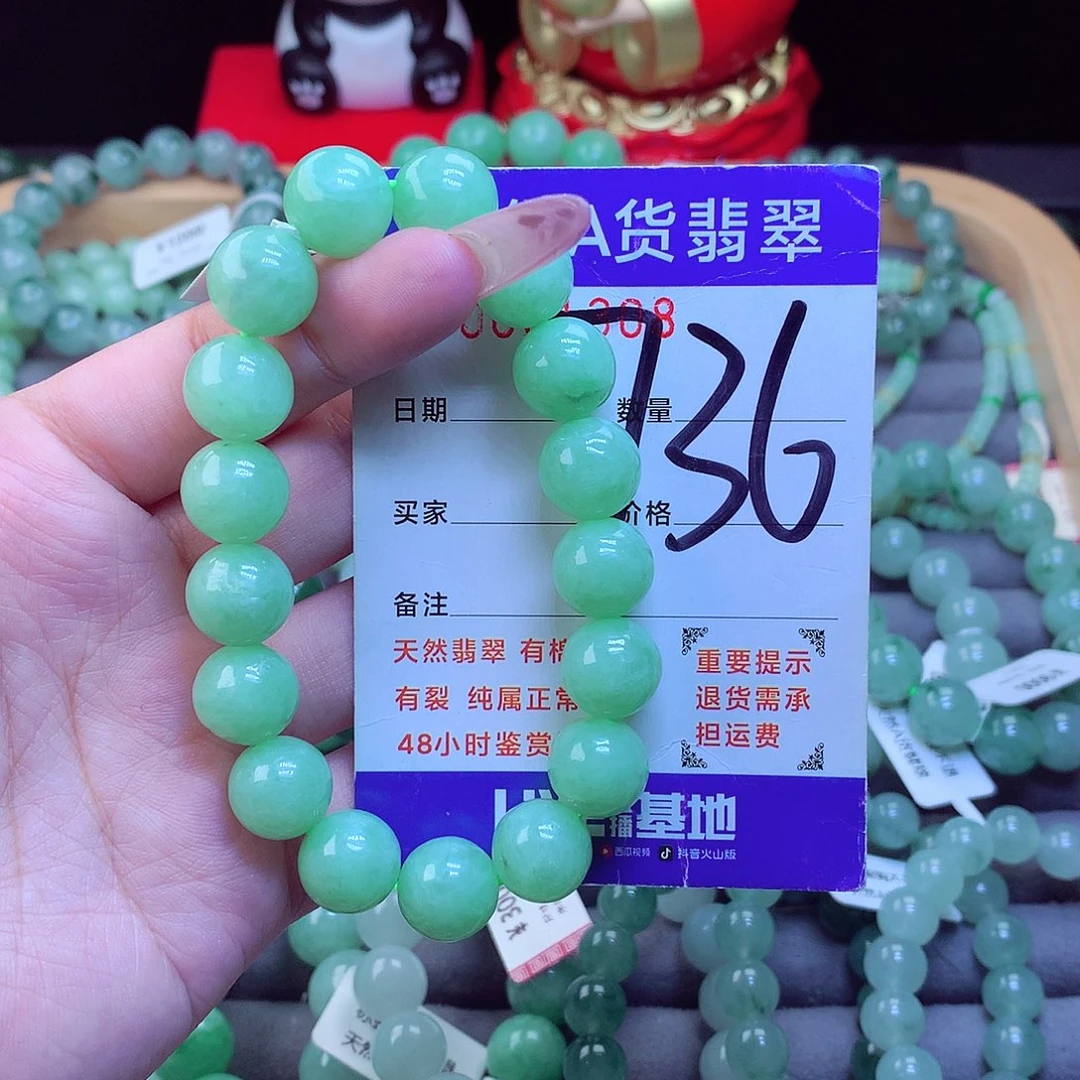 A货翡翠
308
736
日期
数量
买家
价格
备注
天然翡翠 有棉
有裂 纯属正常
48小时鉴赏
重要提示
退货需承
担运费
播基地
西瓜视频 抖音火山版